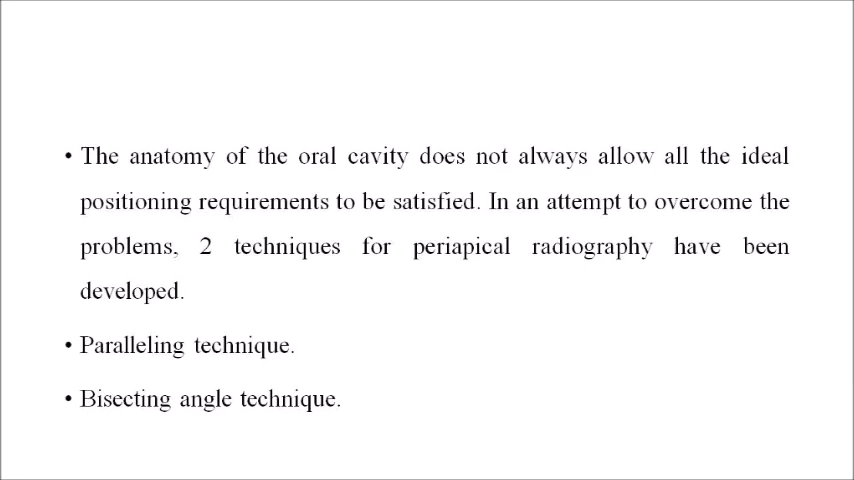 • The anatomy of the oral cavity does not always allow all the ideal
positioning requirements to be satisfied. In an attempt to overcome the
problems, 2 techniques for periapical radiography have been
developed.
• Paralleling technique.
• Bisecting angle technique.